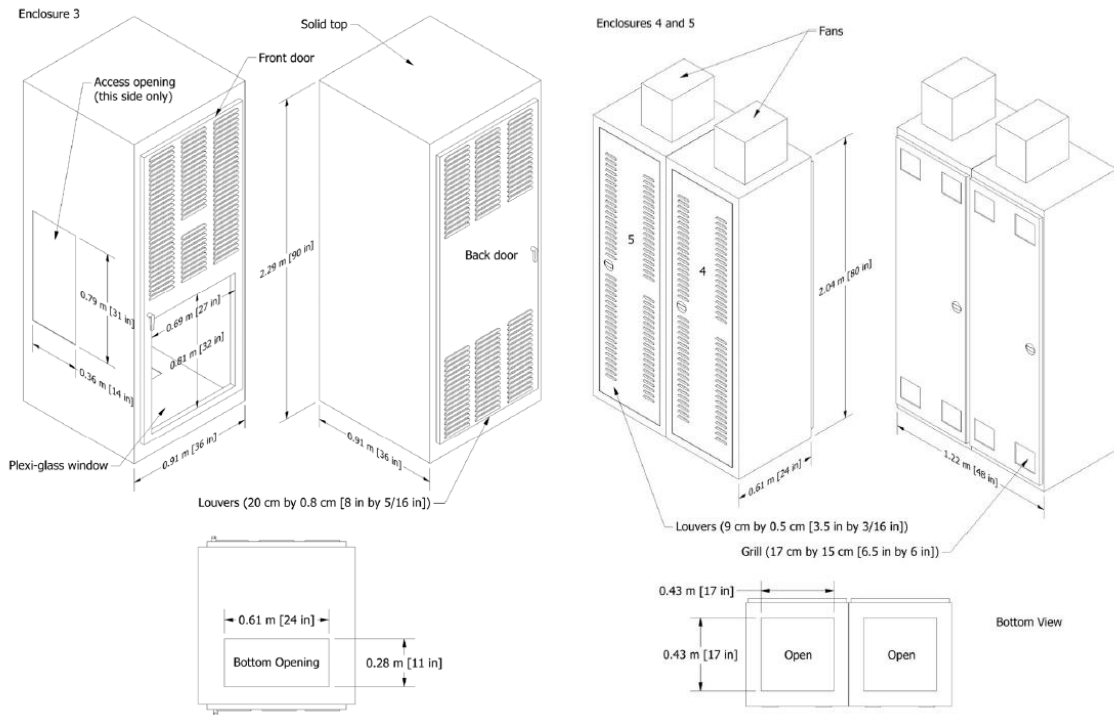 Enclosure 3
Solid top
Front door
Access opening
(this side only)
2.29 m [90 in]
Back door
0.79 m [31 in]
0.69 m [27 in]
0.81 m [32 in]
0.36 m [14 in]
Plexi-glass window
0.91 m [36 in]
0.91 m [36 in]
Louvers (20 cm by 0.8 cm [8 in by 5/16 in])
0.61 m [24 in]
Bottom Opening
0.28 m [11 in]
Enclosures 4 and 5
Fans
5
4
2.04 m [80 in]
0.61 m [24 in]
1.22 m [48 in]
Louvers (9 cm by 0.5 cm [3.5 in by 3/16 in])
Grill (17 cm by 15 cm [6.5 in by 6 in])
0.43 m [17 in]
0.43 m [17 in]
Open
Open
Bottom View